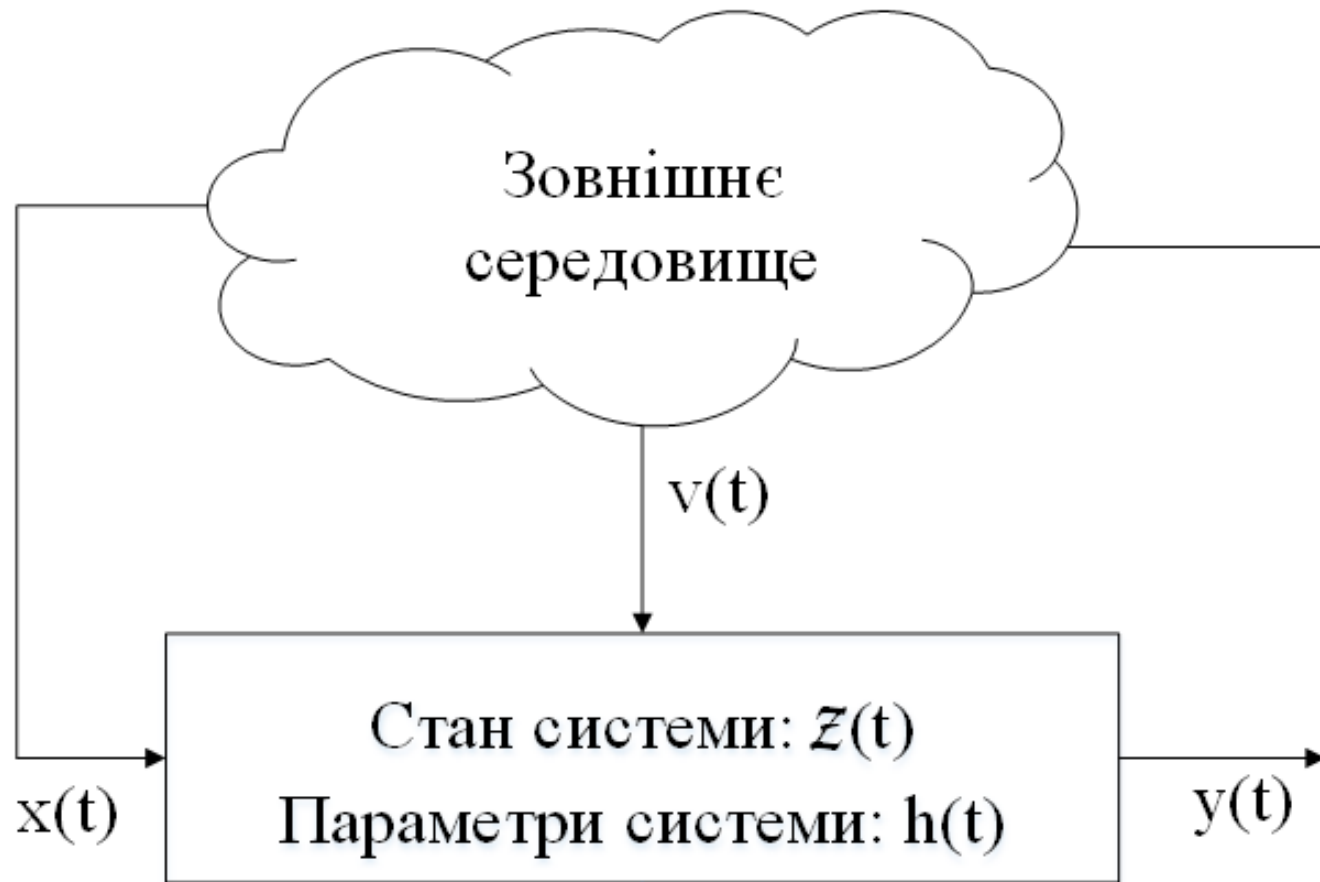 Зовнішнє
середовище
v(t)
Стан системи: Z(t)
Параметри системи: h(t)
x(t)
y(t)